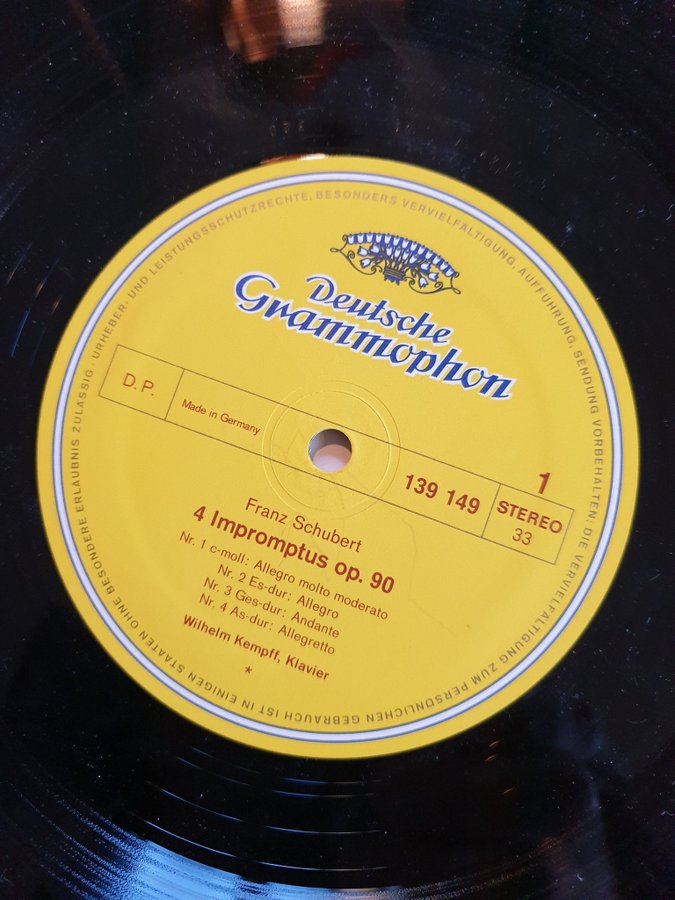 Deutsche
Grammophon
D.P.
Made in Germany
139 149
1
STEREO
33
Franz Schubert
4 Impromptus op. 90
Nr. 1 c-moll: Allegro molto moderato
Nr. 2 Es-dur: Allegro
Nr. 3 Ges-dur: Andante
Nr. 4 As-dur: Allegretto
Wilhelm Kempff, Klavier
*
URHEBER- UND LEISTUNGSSCHUTZRECHTE, BESONDERS VERVIELFÄLTIGUNG, AUFFÜHRUNG, SENDUNG VORBEHALTEN; DIE VERVIELFÄLTIGUNG ZUM PERSÖNLICHEN GEBRAUCH IST IN EINIGEN STAATEN OHNE BESONDERE ERLAUBNIS ZULÄSSIG ·